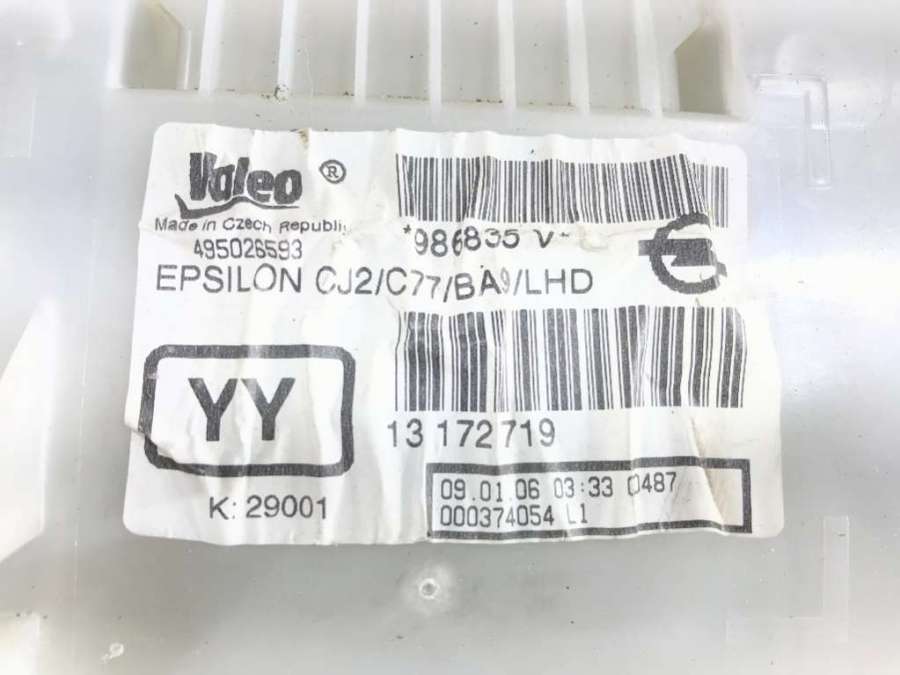 Valeo ®
Made in Czech Republic
495026593
*986835 V*
EPSILON CJ2/C77/BA9/LHD
YY
13 172 719
K: 29001
09.01.06 03:33 00487
000374054 L1